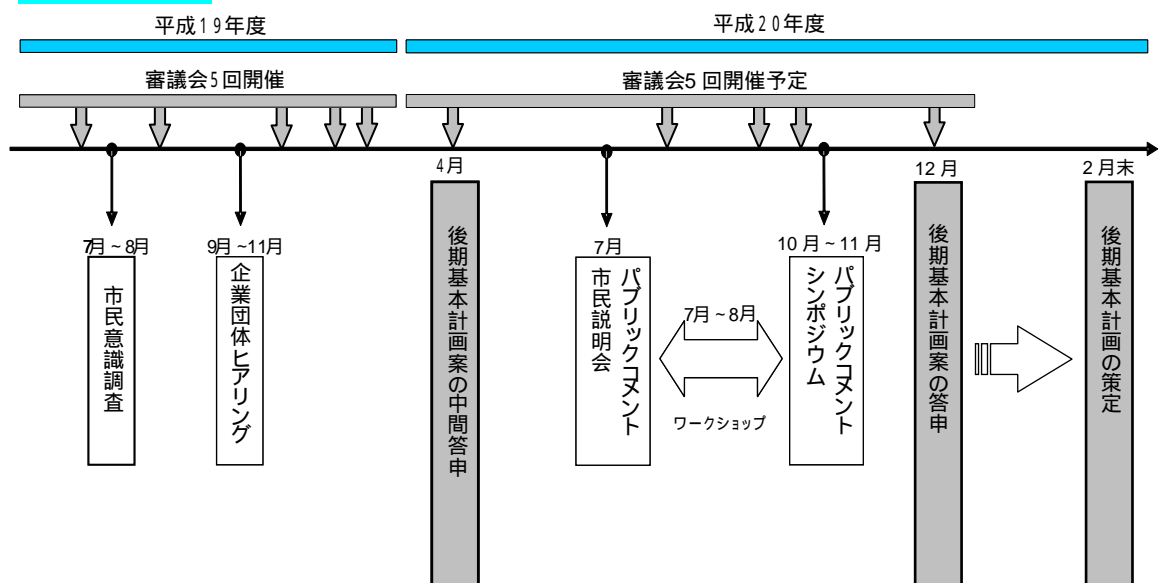 平成19年度
平成20年度
審議会5回開催
審議会5回開催予定
4月
12月
2月末
7月~8月
市民意識調査
9月~11月
企業団体ヒアリング
後期基本計画案の中間答申
7月
パブリックコメント
市民説明会
7月~8月
ワークショップ
10月~11月
パブリックコメント
シンポジウム
後期基本計画案の答申
後期基本計画の策定